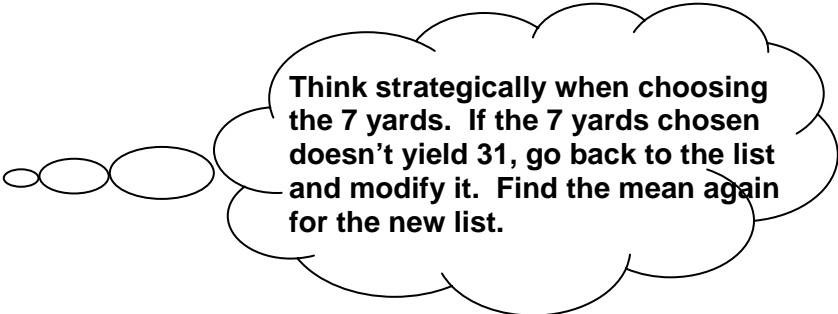 Think strategically when choosing
the 7 yards.  If the 7 yards chosen
doesn’t yield 31, go back to the list
and modify it.  Find the mean again
for the new list.